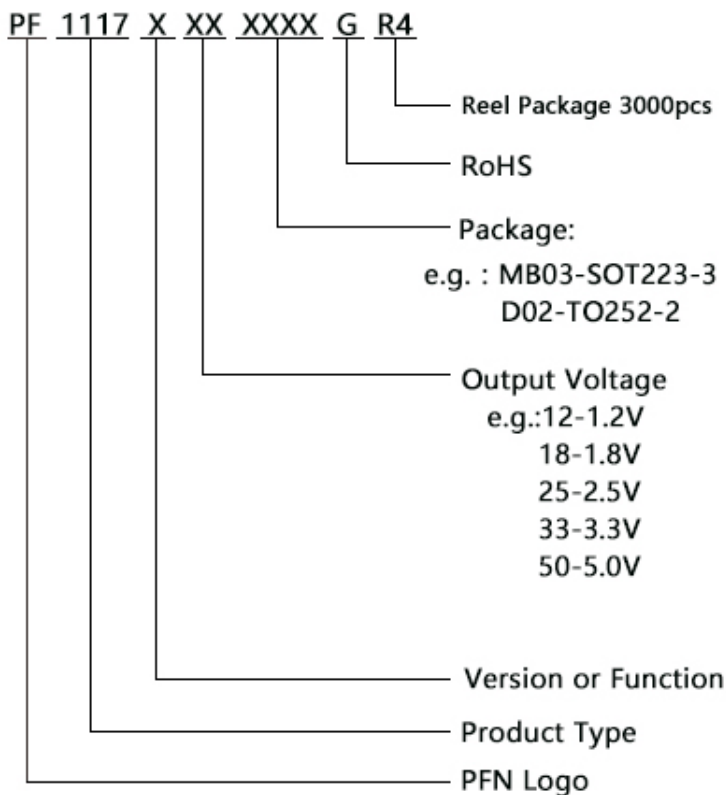 PF 1117 X XX XXXX G R4
Reel Package 3000pcs
RoHS
Package:
e.g. : MB03-SOT223-3
D02-TO252-2
Output Voltage
e.g.:12-1.2V
18-1.8V
25-2.5V
33-3.3V
50-5.0V
Version or Function
Product Type
PFN Logo